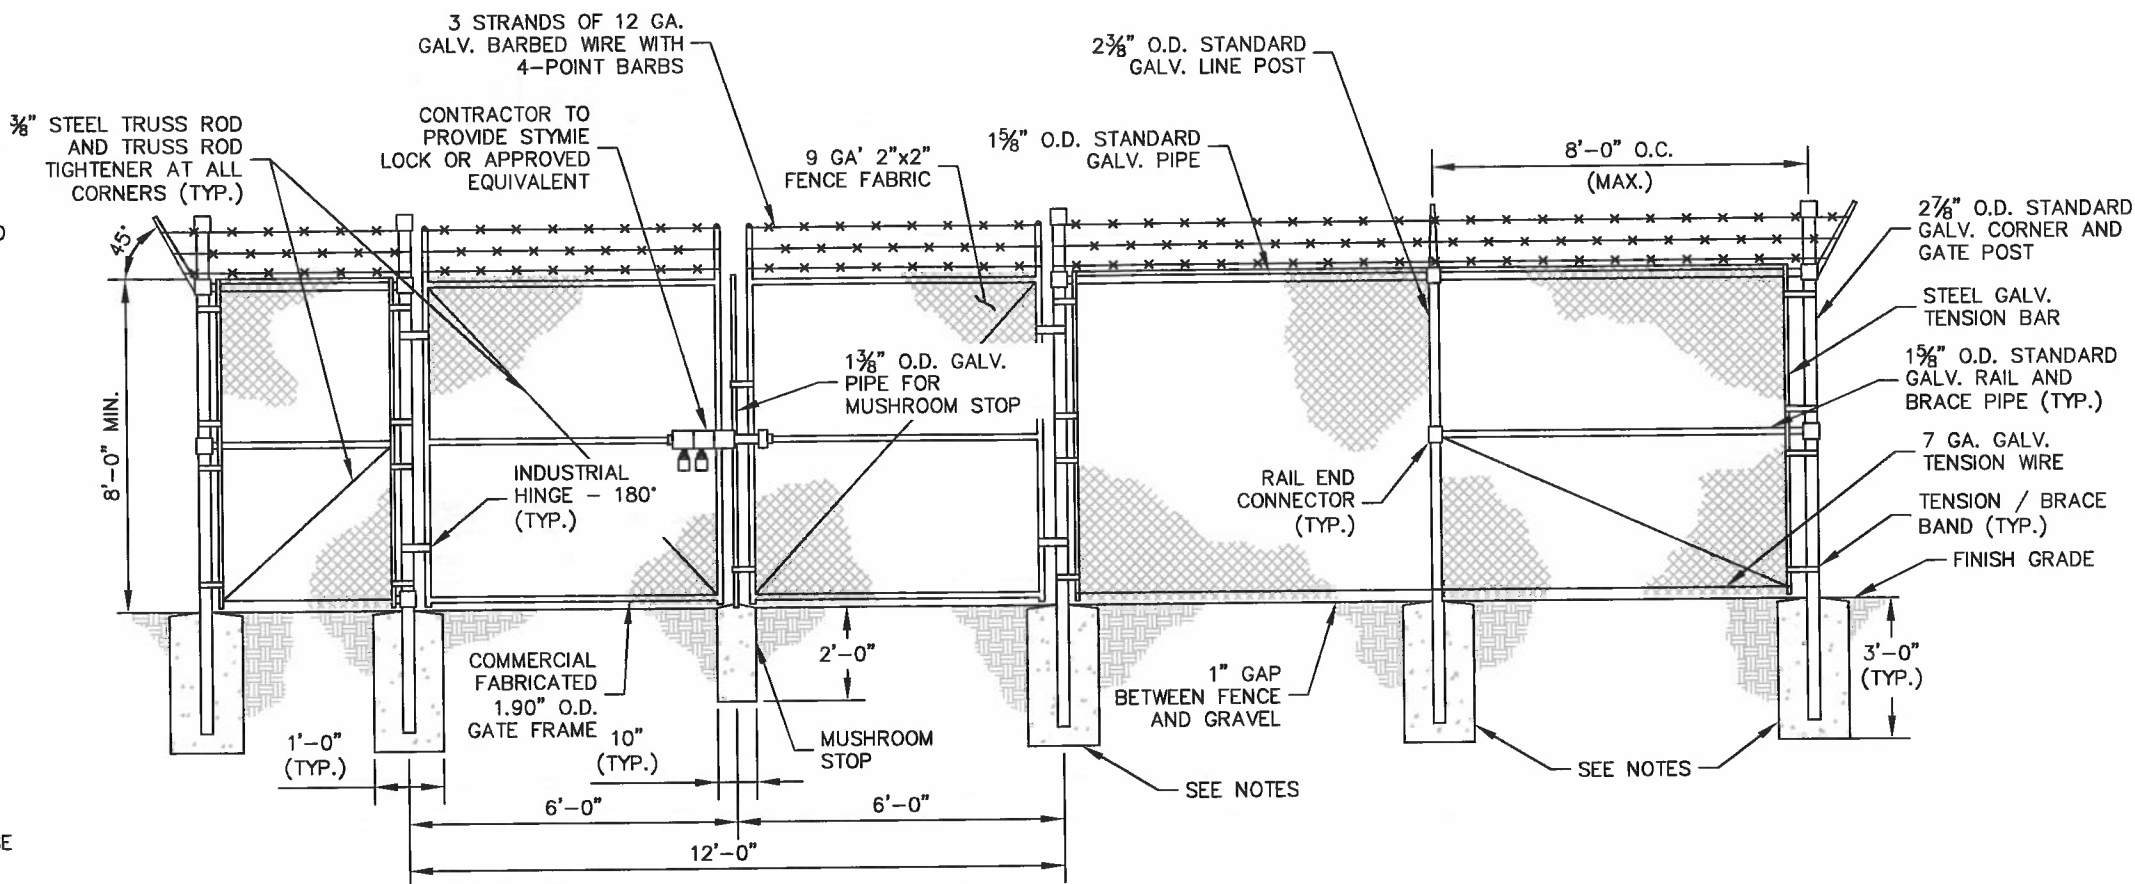 3 STRANDS OF 12 GA.
GALV. BARBED WIRE WITH
4-POINT BARBS
2⅜" O.D. STANDARD
GALV. LINE POST
⅜" STEEL TRUSS ROD
AND TRUSS ROD
TIGHTENER AT ALL
CORNERS (TYP.)
CONTRACTOR TO
PROVIDE STYMIE
LOCK OR APPROVED
EQUIVALENT
9 GA' 2"x2"
FENCE FABRIC
1⅝" O.D. STANDARD
GALV. PIPE
8'-0" O.C.
(MAX.)
2⅞" O.D. STANDARD
GALV. CORNER AND
GATE POST
45°
STEEL GALV.
TENSION BAR
1⅝" O.D. STANDARD
GALV. RAIL AND
BRACE PIPE (TYP.)
1⅜" O.D. GALV.
PIPE FOR
MUSHROOM STOP
8'-0" MIN.
INDUSTRIAL
HINGE - 180°
(TYP.)
RAIL END
CONNECTOR
(TYP.)
7 GA. GALV.
TENSION WIRE
TENSION / BRACE
BAND (TYP.)
FINISH GRADE
COMMERCIAL
FABRICATED
1.90" O.D.
GATE FRAME
2'-0"
1" GAP
BETWEEN FENCE
AND GRAVEL
3'-0"
(TYP.)
1'-0"
(TYP.)
10"
(TYP.)
MUSHROOM
STOP
SEE NOTES
SEE NOTES
6'-0"
6'-0"
12'-0"